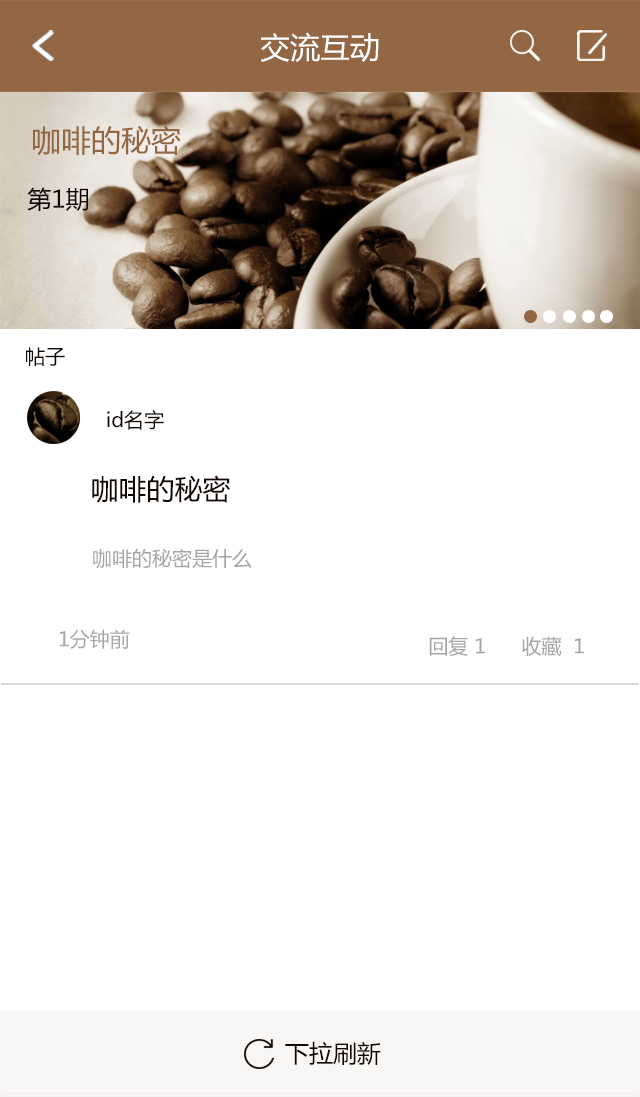 交流互动
咖啡的秘密
第1期
帖子
id名字
咖啡的秘密
咖啡的秘密是什么
1分钟前
回复 1 收藏 1
下拉刷新